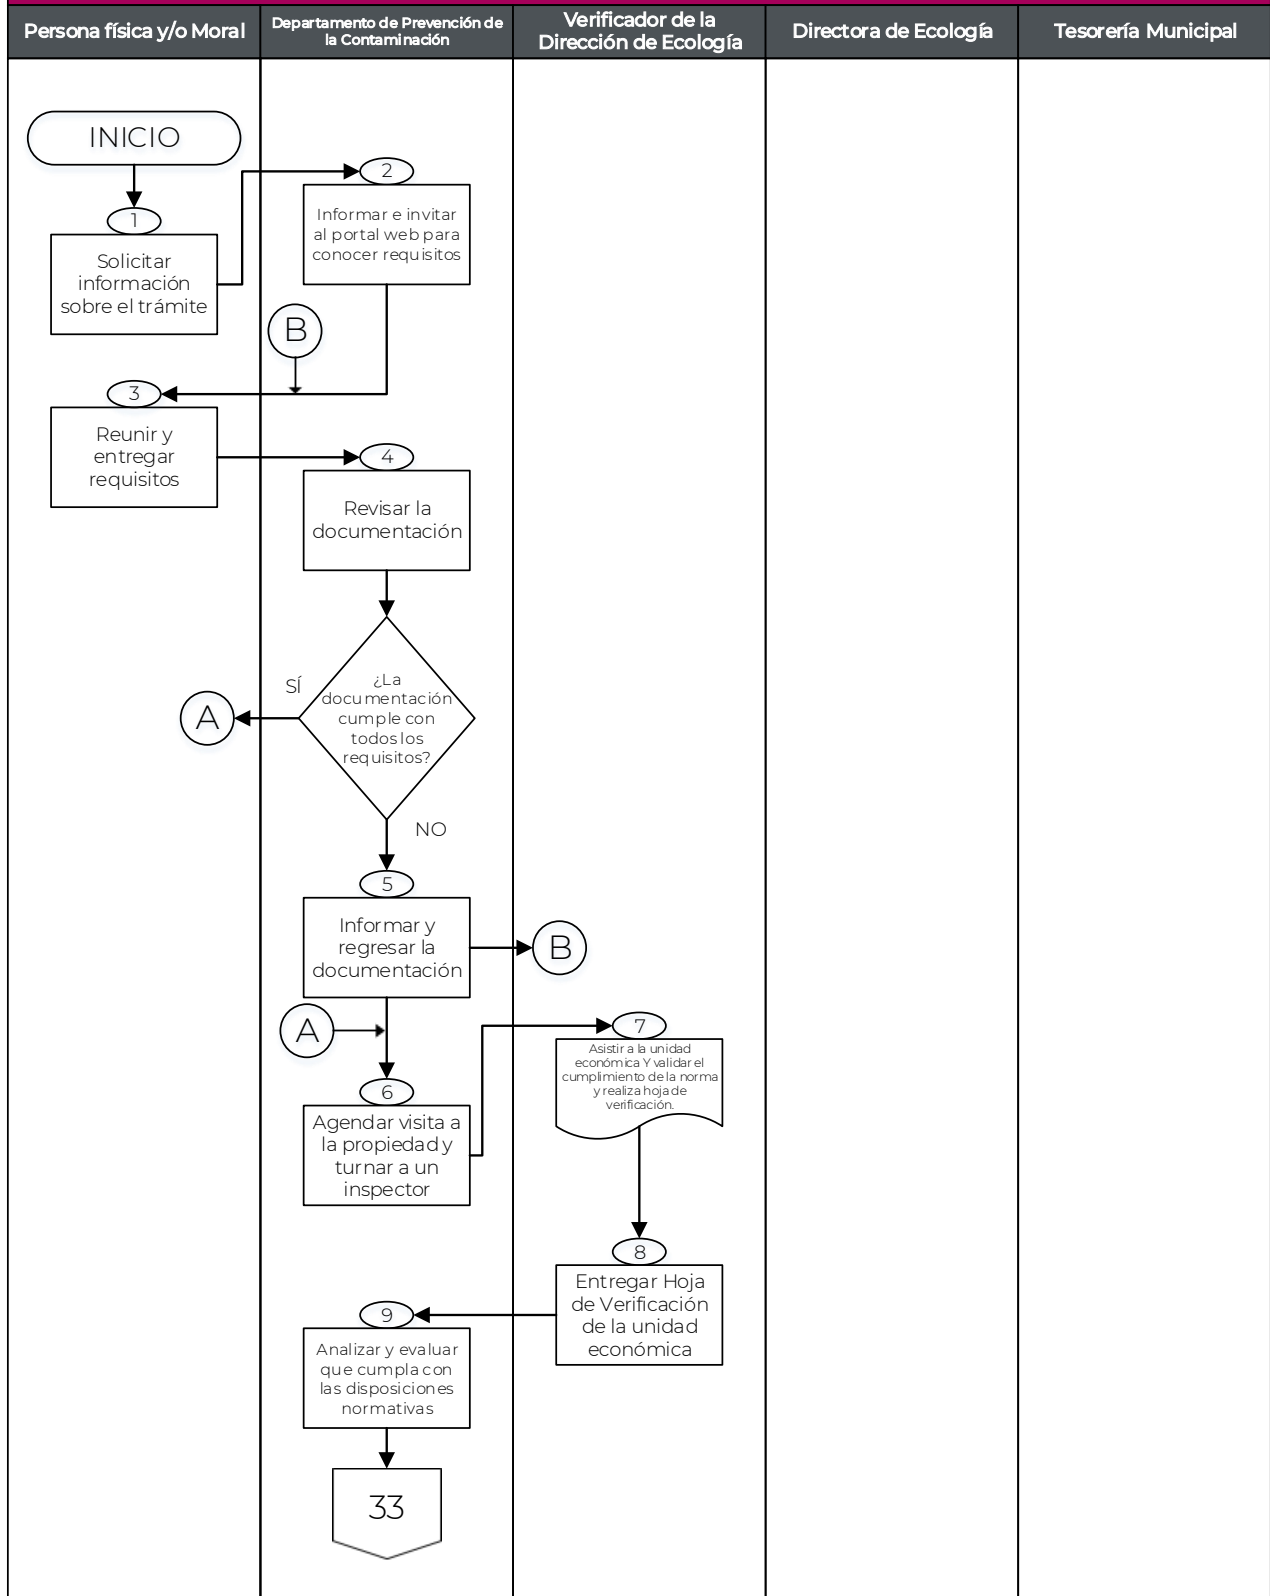 Persona física y/o Moral
Departamento de Prevención de
la Contaminación
Verificador de la
Dirección de Ecología
Directora de Ecología
Tesorería Municipal
INICIO
1
Solicitar
información
sobre el trámite
2
Informar e invitar
al portal web para
conocer requisitos
B
3
Reunir y
entregar
requisitos
4
Revisar la
documentación
¿La
documentación
cumple con
todos los
requisitos?
SÍ
A
NO
5
Informar y
regresar la
documentación
B
A
6
Agendar visita a
la propiedad y
turnar a un
inspector
7
Asistir a la unidad
económica Y validar el
cumplimiento de la norma
y realiza hoja de
verificación.
8
Entregar Hoja
de Verificación
de la unidad
económica
9
Analizar y evaluar
que cumpla con
las disposiciones
normativas
33